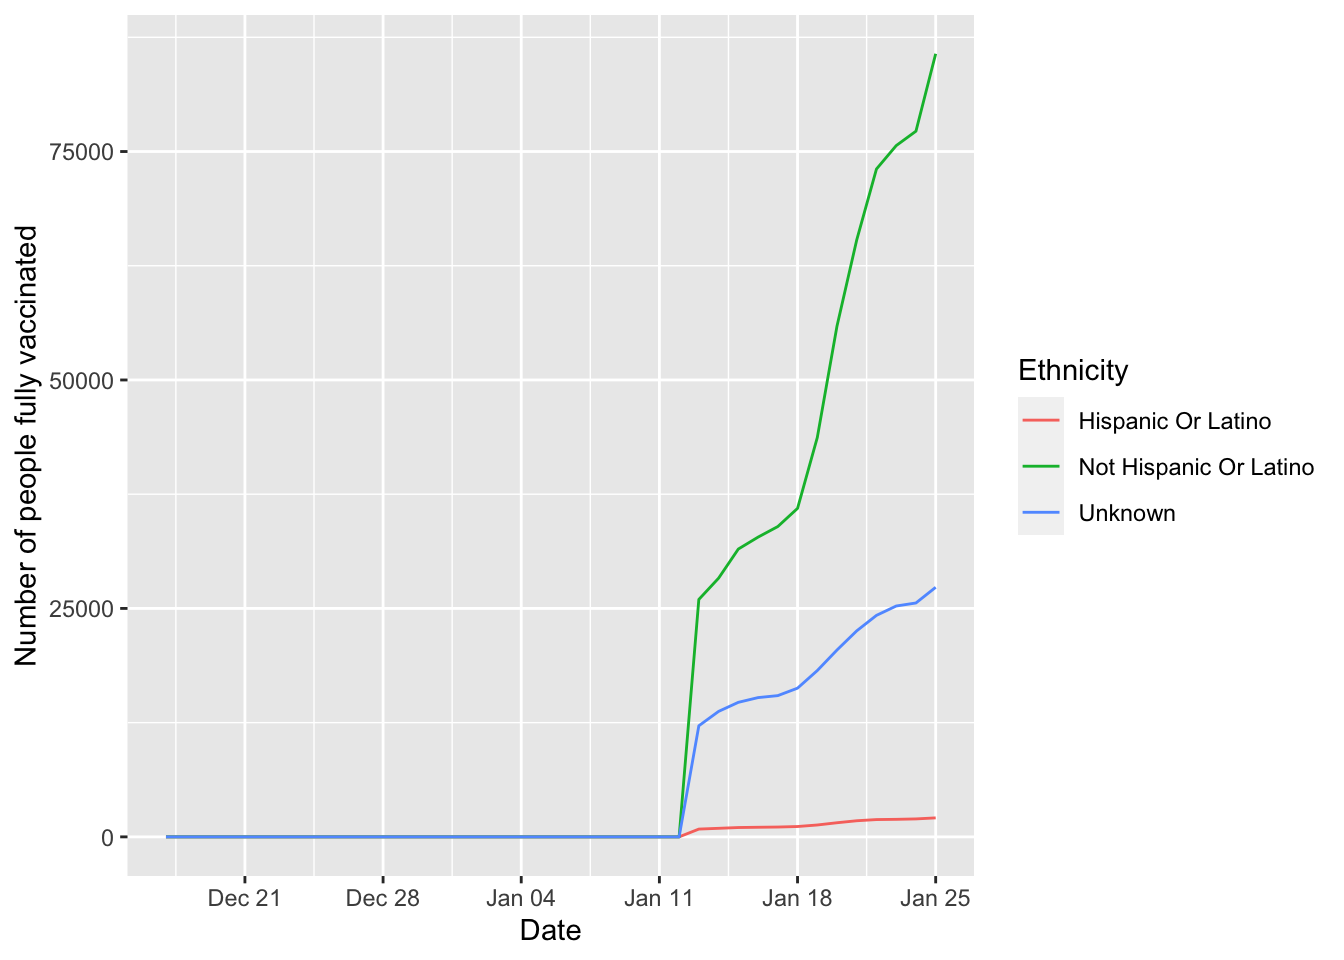 Number of people fully vaccinated
75000
50000
25000
0
Dec 21
Dec 28
Jan 04
Jan 11
Jan 18
Jan 25
Date
Ethnicity
Hispanic Or Latino
Not Hispanic Or Latino
Unknown